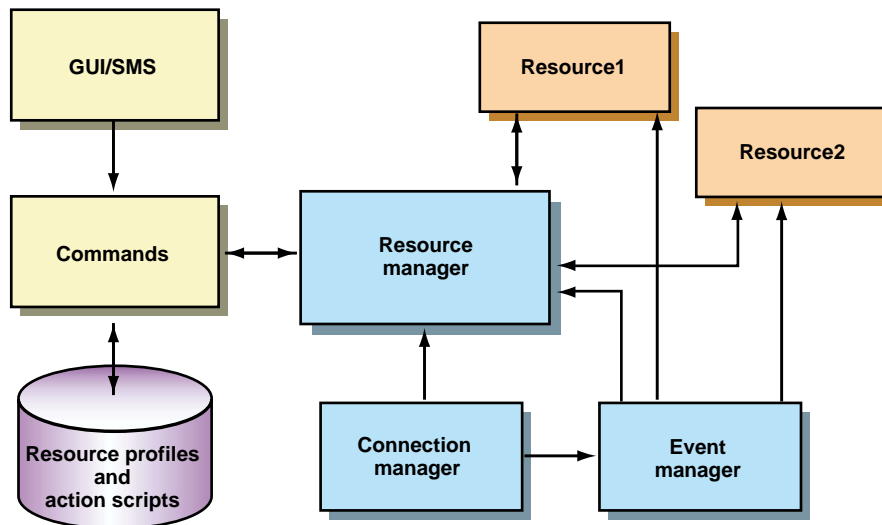 GUI/SMS
Resource1
Resource2
Commands
Resource
manager
Connection
manager
Event
manager
Resource profiles
and
action scripts